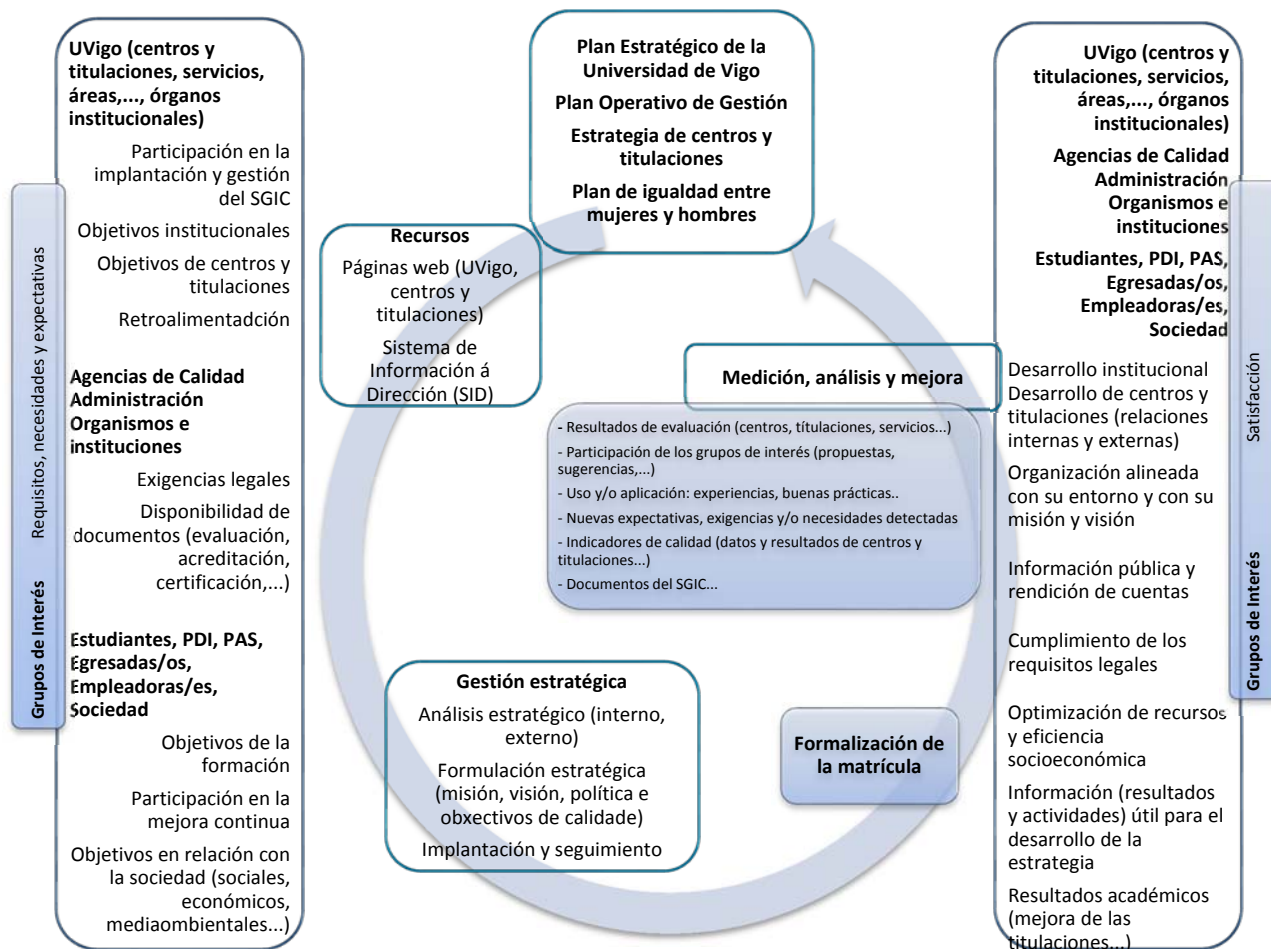 Grupos de Interés    Requisitos, necesidades y expectativas
UVigo (centros y
titulaciones, servicios,
áreas,..., órganos
institucionales)
Participación en la
implantación y gestión
del SGIC
Objetivos institucionales
Objetivos de centros y
titulaciones
Retroalimentadción
Agencias de Calidad
Administración
Organismos e
instituciones
Exigencias legales
Disponibilidad de
documentos (evaluación,
acreditación,
certificación,...)
Estudiantes, PDI, PAS,
Egresadas/os,
Empleadoras/es,
Sociedad
Objetivos de la
formación
Participación en la
mejora continua
Objetivos en relación con
la sociedad (sociales,
económicos,
mediaombientales...)
Plan Estratégico de la
Universidad de Vigo
Plan Operativo de Gestión
Estrategia de centros y
titulaciones
Plan de igualdad entre
mujeres y hombres
Recursos
Páginas web (UVigo,
centros y
titulaciones)
Sistema de
Información á
Dirección (SID)
Medición, análisis y mejora
- Resultados de evaluación (centros, títulaciones, servicios...)
- Participación de los grupos de interés (propuestas,
sugerencias,...)
- Uso y/o aplicación: experiencias, buenas prácticas..
- Nuevas expectativas, exigencias y/o necesidades detectadas
- Indicadores de calidad (datos y resultados de centros y
titulaciones...)
- Documentos del SGIC...
Gestión estratégica
Análisis estratégico (interno,
externo)
Formulación estratégica
(misión, visión, política e
obxectivos de calidade)
Implantación y seguimiento
Formalización de
la matrícula
UVigo (centros y
titulaciones, servicios,
áreas,..., órganos
institucionales)
Agencias de Calidad
Administración
Organismos e
instituciones
Estudiantes, PDI, PAS,
Egresadas/os,
Empleadoras/es,
Sociedad
Desarrollo institucional
Desarrollo de centros y
titulaciones (relaciones
internas y externas)
Organización alineada
con su entorno y con su
misión y visión
Información pública y
rendición de cuentas
Cumplimiento de los
requisitos legales
Optimización de recursos
y eficiencia
socioeconómica
Información (resultados
y actividades) útil para el
desarrollo de la
estrategia
Resultados académicos
(mejora de las
titulaciones...)
Grupos de Interés    Satisfacción